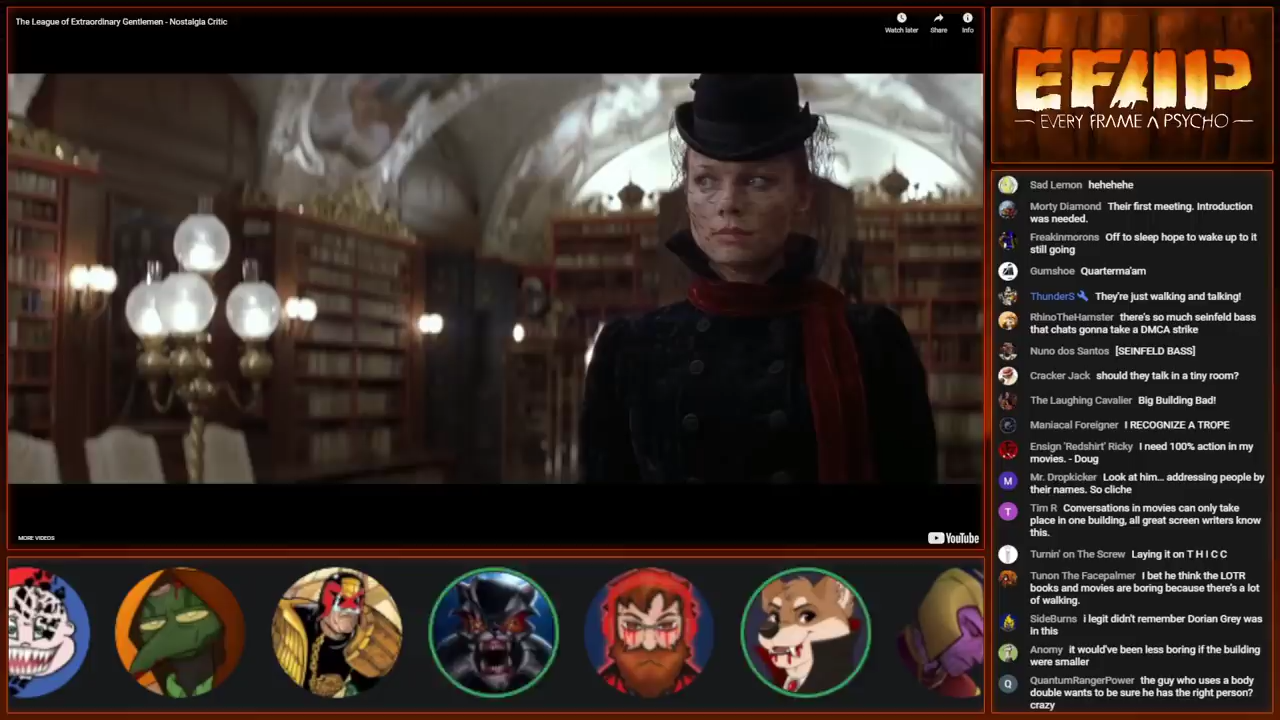 The League of Extraordinary Gentlemen - Nostalgia Critic
Watch later
Share
Info
MORE VIDEOS
YouTube
EFAP
EVERY FRAME A PSYCHO
Sad Lemon hehehehe
Morty Diamond Their first meeting. Introduction
was needed.
Freakinmorons Off to sleep hope to wake up to it
still going
Gumshoe Quarterma'am
ThunderS They're just walking and talking!
RhinoTheHamster there's so much seinfeld bass
that chats gonna take a DMCA strike
Nuno dos Santos [SEINFELD BASS]
Cracker Jack should they talk in a tiny room?
The Laughing Cavalier Big Building Bad!
Maniacal Foreigner I RECOGNIZE A TROPE
Ensign 'Redshirt' Ricky I need 100% action in my
movies. - Doug
M
Mr. Dropkicker Look at him... addressing people by
their names. So cliche
T
Tim R Conversations in movies can only take
place in one building, all great screen writers know
this.
Turnin' on The Screw Laying it on T H I C C
Tunon The Facepalmer I bet he think the LOTR
books and movies are boring because there's a lot
of walking.
SideBurns i legit didn't remember Dorian Grey was
in this
Anomy it would've been less boring if the building
were smaller
Q
QuantumRangerPower the guy who uses a body
double wants to be sure he has the right person?
crazy